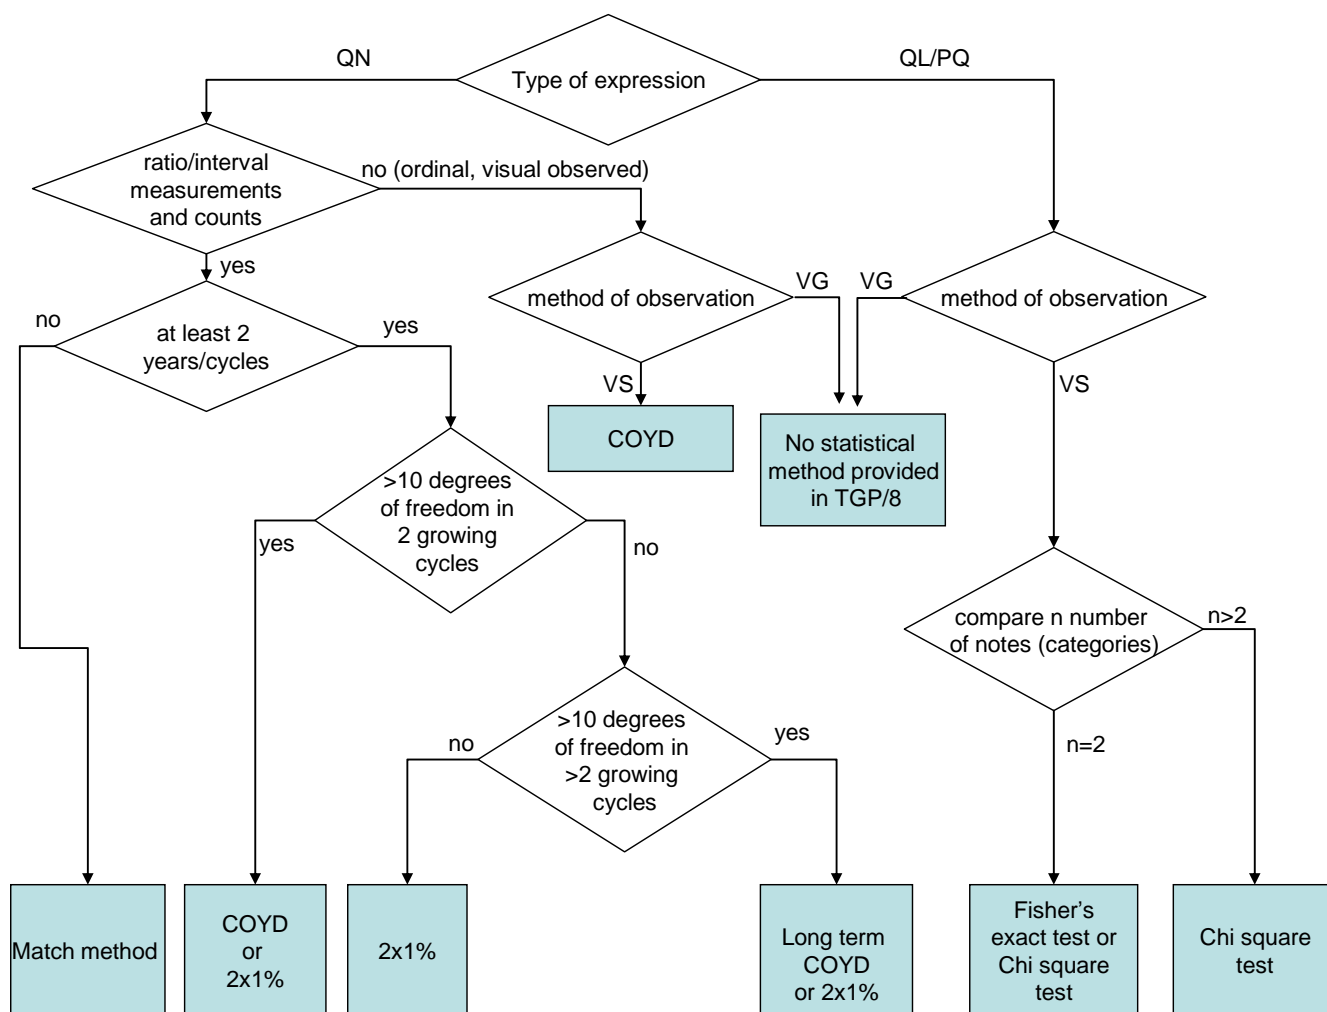 QN
Type of expression
QL/PQ
ratio/interval
measurements
and counts
no (ordinal, visual observed)
yes
method of observation
VG
VG
method of observation
no
at least 2
years/cycles
yes
VS
VS
COYD
No statistical
method provided
in TGP/8
>10 degrees
of freedom in
2 growing
cycles
yes
no
compare n number
of notes (categories)
n>2
>10 degrees
of freedom in
>2 growing
cycles
no
yes
n=2
Match method
COYD
or
2x1%
2x1%
Long term
COYD
or 2x1%
Fisher’s
exact test or
Chi square
test
Chi square
test